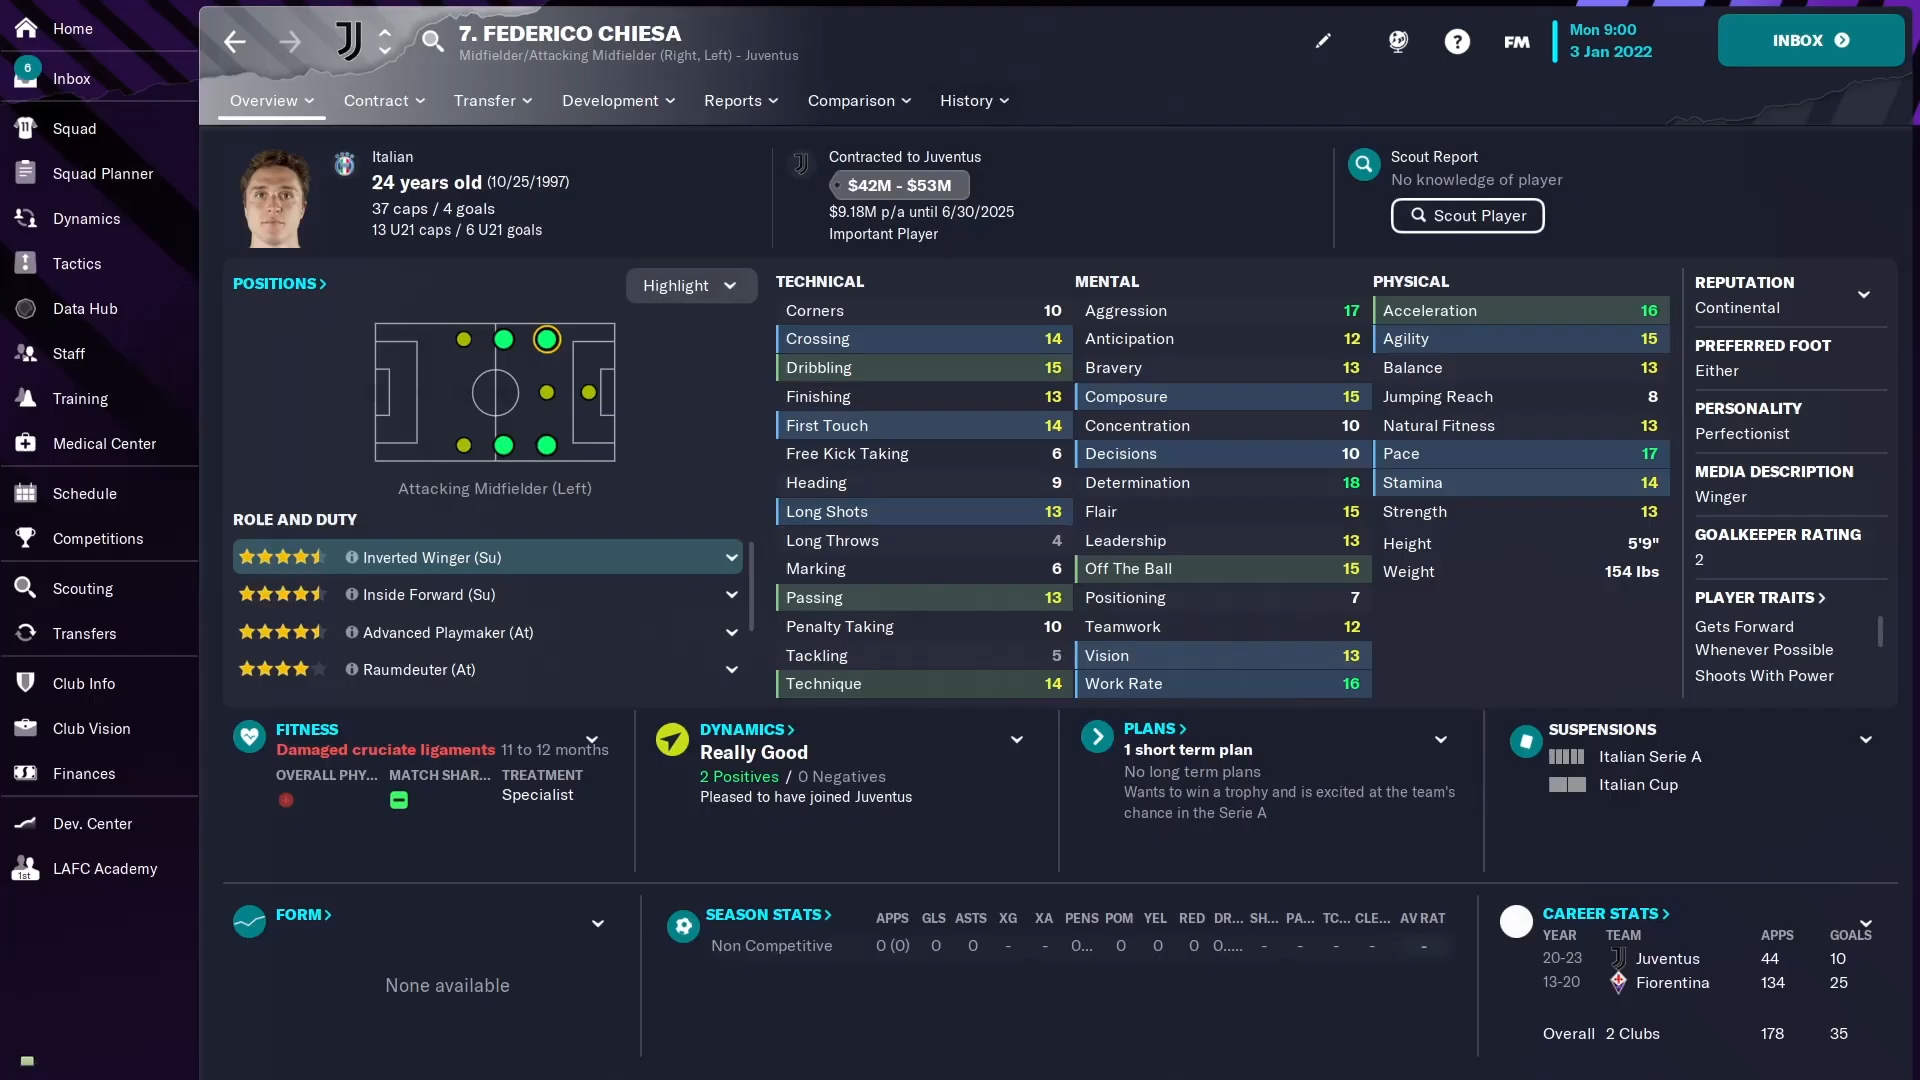 Home
6
Inbox
Squad
Squad Planner
Dynamics
Tactics
Data Hub
Staff
Training
Medical Center
Schedule
Competitions
Scouting
Transfers
Club Info
Club Vision
Finances
Dev. Center
1st
LAFC Academy
7. FEDERICO CHIESA
Midfielder/Attacking Midfielder (Right, Left) - Juventus
?
FM
Mon 9:00
3 Jan 2022
INBOX
Overview Contract Transfer Development Reports Comparison History
Italian
24 years old (10/25/1997)
37 caps / 4 goals
13 U21 caps / 6 U21 goals
Contracted to Juventus
$42M - $53M
$9.18M p/a until 6/30/2025
Important Player
Scout Report
No knowledge of player
Scout Player
POSITIONS
Highlight
Attacking Midfielder (Left)
ROLE AND DUTY
Inverted Winger (Su)
Inside Forward (Su)
Advanced Playmaker (At)
Raumdeuter (At)
TECHNICAL
Corners 10
Crossing 14
Dribbling 15
Finishing 13
First Touch 14
Free Kick Taking 6
Heading 9
Long Shots 13
Long Throws 4
Marking 6
Passing 13
Penalty Taking 10
Tackling 5
Technique 14
MENTAL
Aggression 17
Anticipation 12
Bravery 13
Composure 15
Concentration 10
Decisions 10
Determination 18
Flair 15
Leadership 13
Off The Ball 15
Positioning 7
Teamwork 12
Vision 13
Work Rate 16
PHYSICAL
Acceleration 16
Agility 15
Balance 13
Jumping Reach 8
Natural Fitness 13
Pace 17
Stamina 14
Strength 13
Height 5'9"
Weight 154 lbs
REPUTATION
Continental
PREFERRED FOOT
Either
PERSONALITY
Perfectionist
MEDIA DESCRIPTION
Winger
GOALKEEPER RATING
2
PLAYER TRAITS
Gets Forward
Whenever Possible
Shoots With Power
FITNESS
Damaged cruciate ligaments 11 to 12 months
OVERALL PHY... MATCH SHAR... TREATMENT
Specialist
DYNAMICS
Really Good
2 Positives / 0 Negatives
Pleased to have joined Juventus
PLANS
1 short term plan
No long term plans
Wants to win a trophy and is excited at the team's
chance in the Serie A
SUSPENSIONS
Italian Serie A
Italian Cup
FORM
None available
SEASON STATS APPS GLS ASTS XG XA PENS POM YEL RED DR... SH... PA... TC... CLE... AV RAT
Non Competitive 0 (0) 0 0 - - 0... 0 0 0 0..... - - - - -
CAREER STATS
YEAR TEAM APPS GOALS
20-23 Juventus 44 10
13-20 Fiorentina 134 25
Overall 2 Clubs 178 35